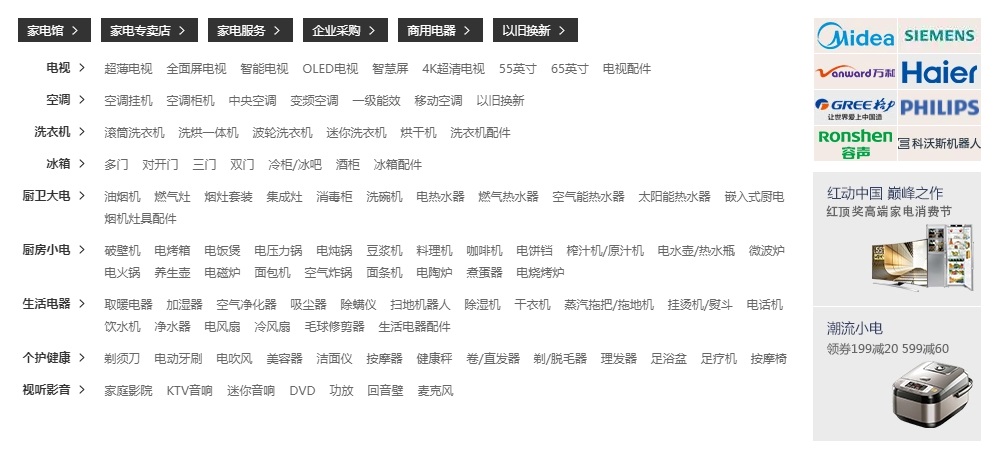 家电馆 家电专卖店 家电服务 企业采购 商用电器 以旧换新
电视 超薄电视 全面屏电视 智能电视 OLED电视 智慧屏 4K超清电视 55英寸 65英寸 电视配件
空调 空调挂机 空调柜机 中央空调 变频空调 一级能效 移动空调 以旧换新
洗衣机 滚筒洗衣机 洗烘一体机 波轮洗衣机 迷你洗衣机 烘干机 洗衣机配件
冰箱 多门 对开门 三门 双门 冷柜/冰吧 酒柜 冰箱配件
厨卫大电 油烟机 燃气灶 烟灶套装 集成灶 消毒柜 洗碗机 电热水器 燃气热水器 空气能热水器 太阳能热水器 嵌入式厨电
烟机灶具配件
厨房小电 破壁机 电烤箱 电饭煲 电压力锅 电炖锅 豆浆机 料理机 咖啡机 电饼铛 榨汁机/原汁机 电水壶/热水瓶 微波炉
电火锅 养生壶 电磁炉 面包机 空气炸锅 面条机 电陶炉 煮蛋器 电烧烤炉
生活电器 取暖电器 加湿器 空气净化器 吸尘器 除螨仪 扫地机器人 除湿机 干衣机 蒸汽拖把/拖地机 挂烫机/熨斗 电话机
饮水机 净水器 电风扇 冷风扇 毛球修剪器 生活电器配件
个护健康 剃须刀 电动牙刷 电吹风 美容器 洁面仪 按摩器 健康秤 卷/直发器 剃/脱毛器 理发器 足浴盆 足疗机 按摩椅
视听影音 家庭影院 KTV音响 迷你音响 DVD 功放 回音壁 麦克风
Midea SIEMENS
Vanward万和 Haier
GREE格力 PHILIPS
让世界爱上中国造
Ronshen 科沃斯机器人
容声
红动中国 巅峰之作
红顶奖高端家电消费节
潮流小电
领券199减20 599减60